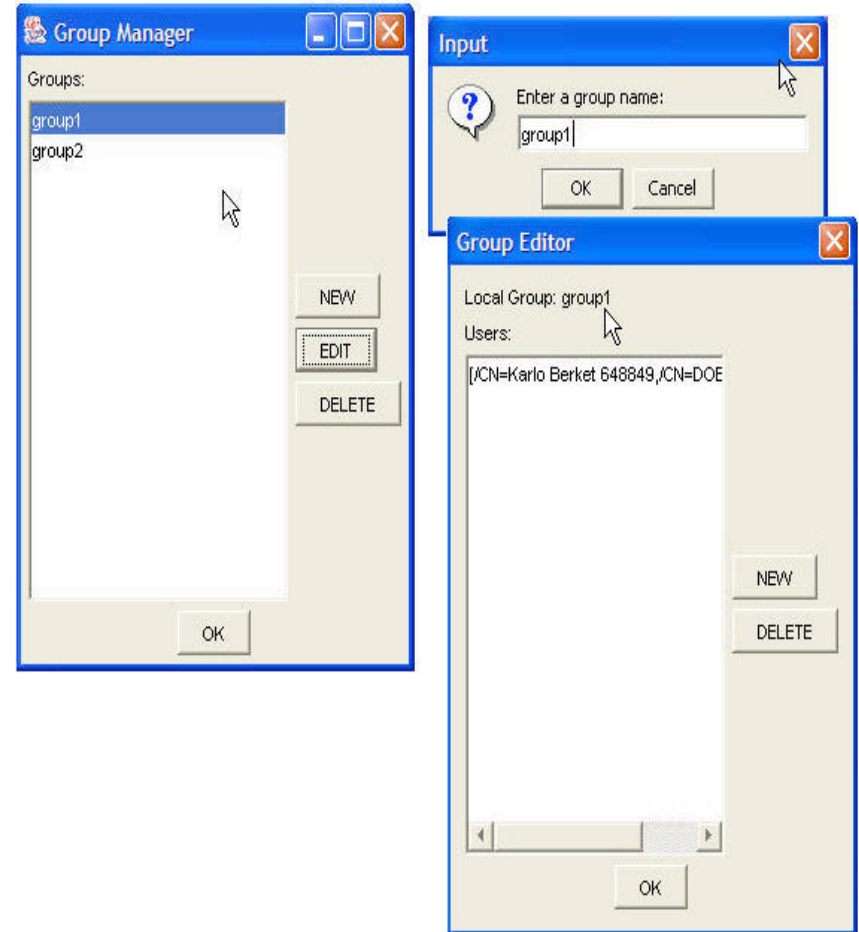 Group Manager
Groups:
group1
group2
NEW
EDIT
DELETE
OK
Input
Enter a group name:
group1
OK
Cancel
Group Editor
Local Group: group1
Users:
[/CN=Karlo Berket 648849,/CN=DOE
NEW
DELETE
OK